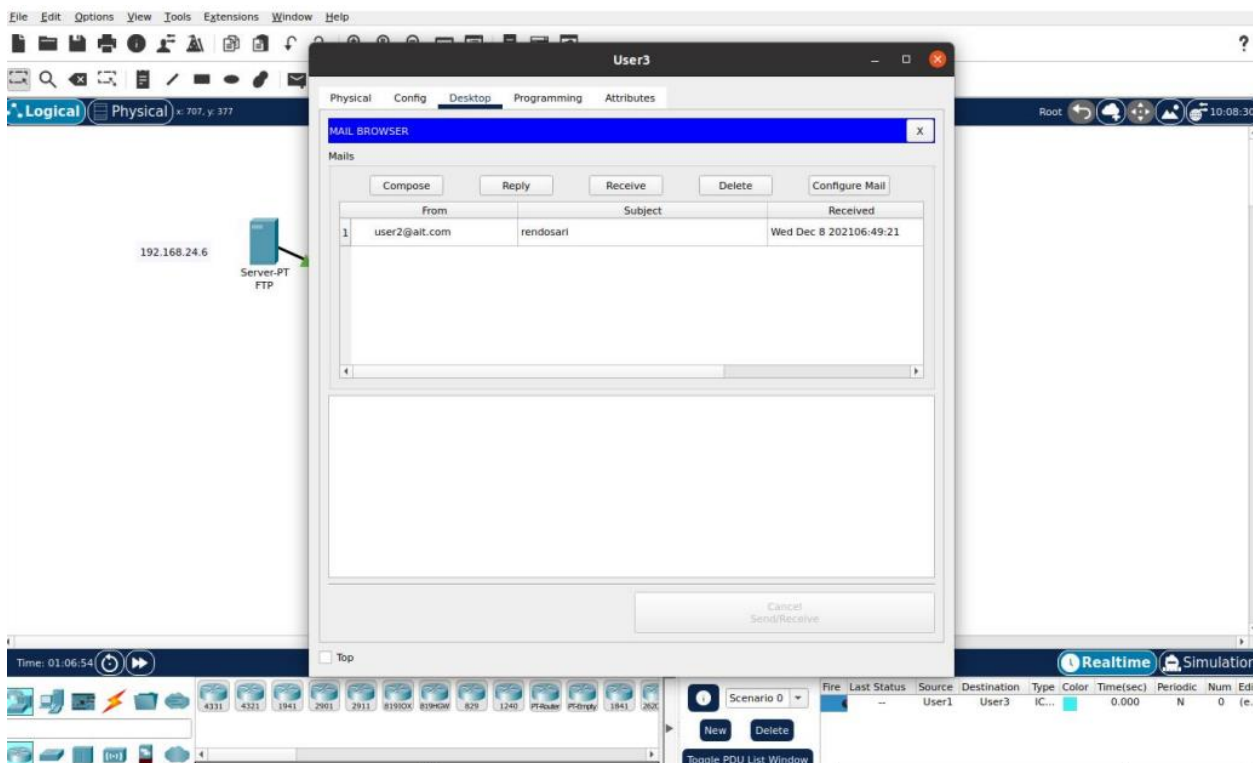 File Edit Options View Tools Extensions Window Help
?
User3
Logical Physical x: 707, y: 377
Root 10:08:30
Physical Config Desktop Programming Attributes
MAIL BROWSER X
Mails
Compose Reply Receive Delete Configure Mail
From Subject Received
1 user2@ait.com rendosari Wed Dec 8 202106:49:21
192.168.24.6
Server-PT
FTP
Cancel
Send/Receive
Top
Time: 01:06:54
Realtime Simulation
4331 4321 1941 2901 2911 819IOX 819HGW 829 1240 PT-Router PT-Empty 1841 262
Scenario 0
New Delete
Toggle PDU List Window
Fire Last Status Source Destination Type Color Time(sec) Periodic Num Edi
-- User1 User3 IC... 0.000 N 0 (e.